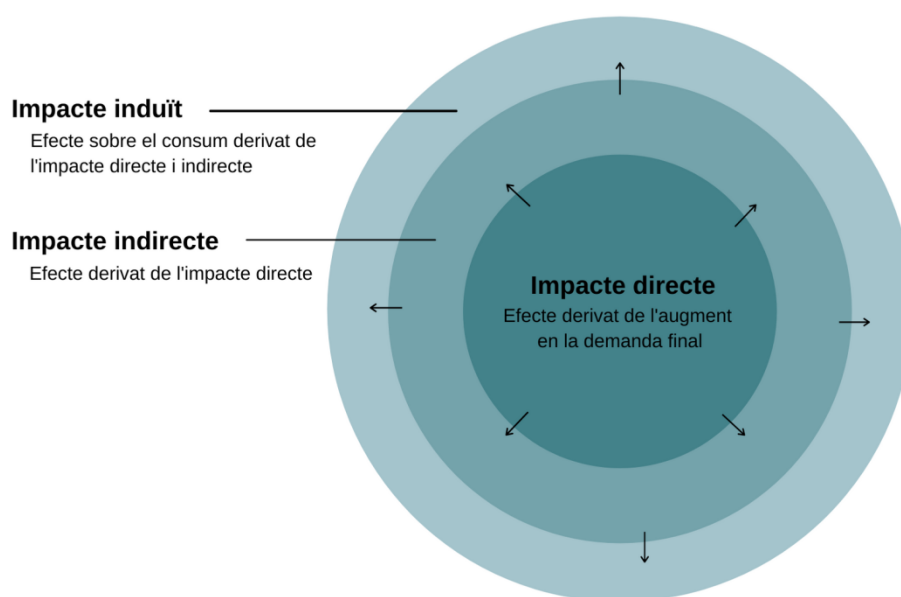 Impacte induït
Efecte sobre el consum derivat de
l'impacte directe i indirecte
Impacte indirecte
Efecte derivat de l'impacte directe
Impacte directe
Efecte derivat de l'augment
en la demanda final